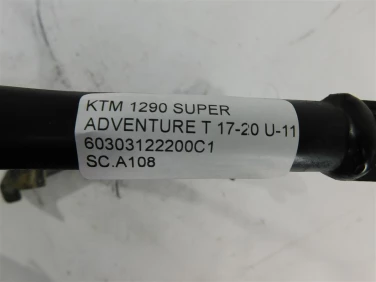 KTM 1290 SUPER
ADVENTURE T 17-20 U-11
60303122200C1
SC.A108